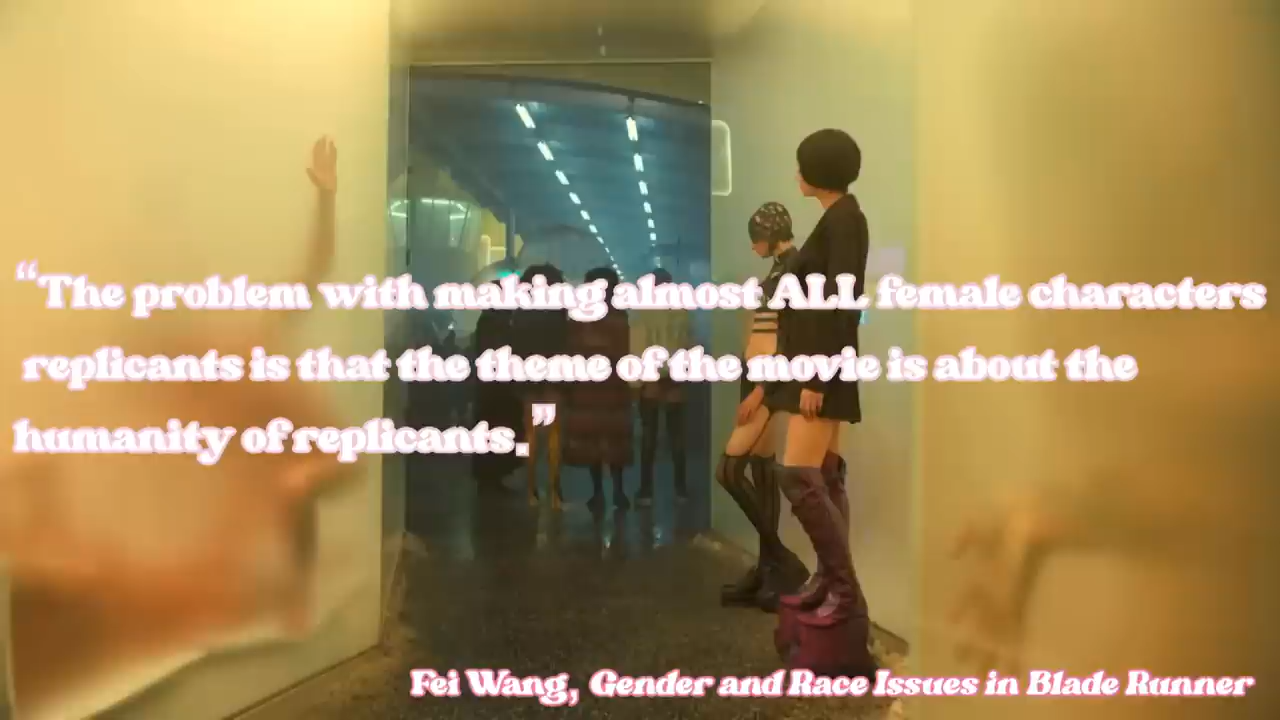 “The problem with making almost ALL female characters
replicants is that the theme of the movie is about the
humanity of replicants.”
Fei Wang, Gender and Race Issues in Blade Runner